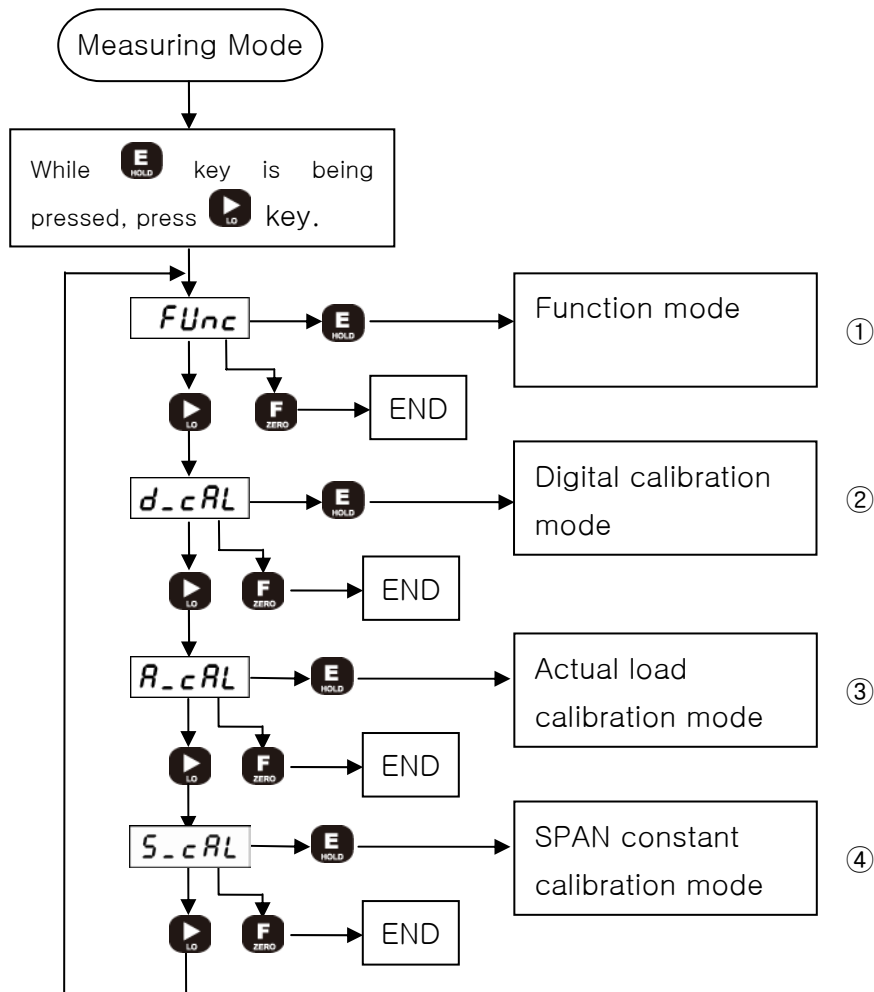 Measuring Mode
While E HOLD key is being
pressed, press LO key.
FUnc
E HOLD
Function mode
①
LO
F ZERO
END
d_cAL
E HOLD
Digital calibration
mode
②
LO
F ZERO
END
A_cAL
E HOLD
Actual load
calibration mode
③
LO
F ZERO
END
S_cAL
E HOLD
SPAN constant
calibration mode
④
LO
F ZERO
END